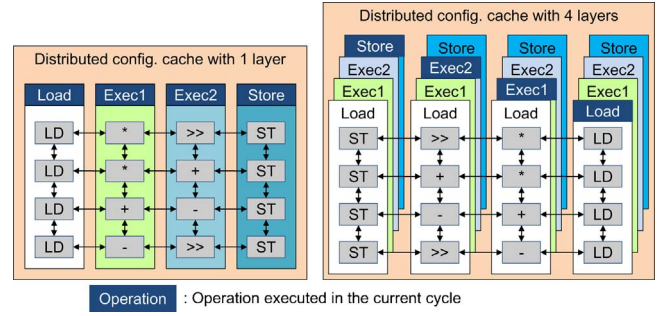 Distributed config. cache with 1 layer
Load Exec1 Exec2 Store
LD * >> ST
LD * + ST
LD + - ST
LD - >> ST
Distributed config. cache with 4 layers
Store Store Store Store
Exec2 Exec2 Exec2 Exec2
Exec1 Exec1 Exec1 Exec1
Load Load Load Load
ST >> * LD
ST + * LD
ST - + LD
ST >> - LD
Operation : Operation executed in the current cycle